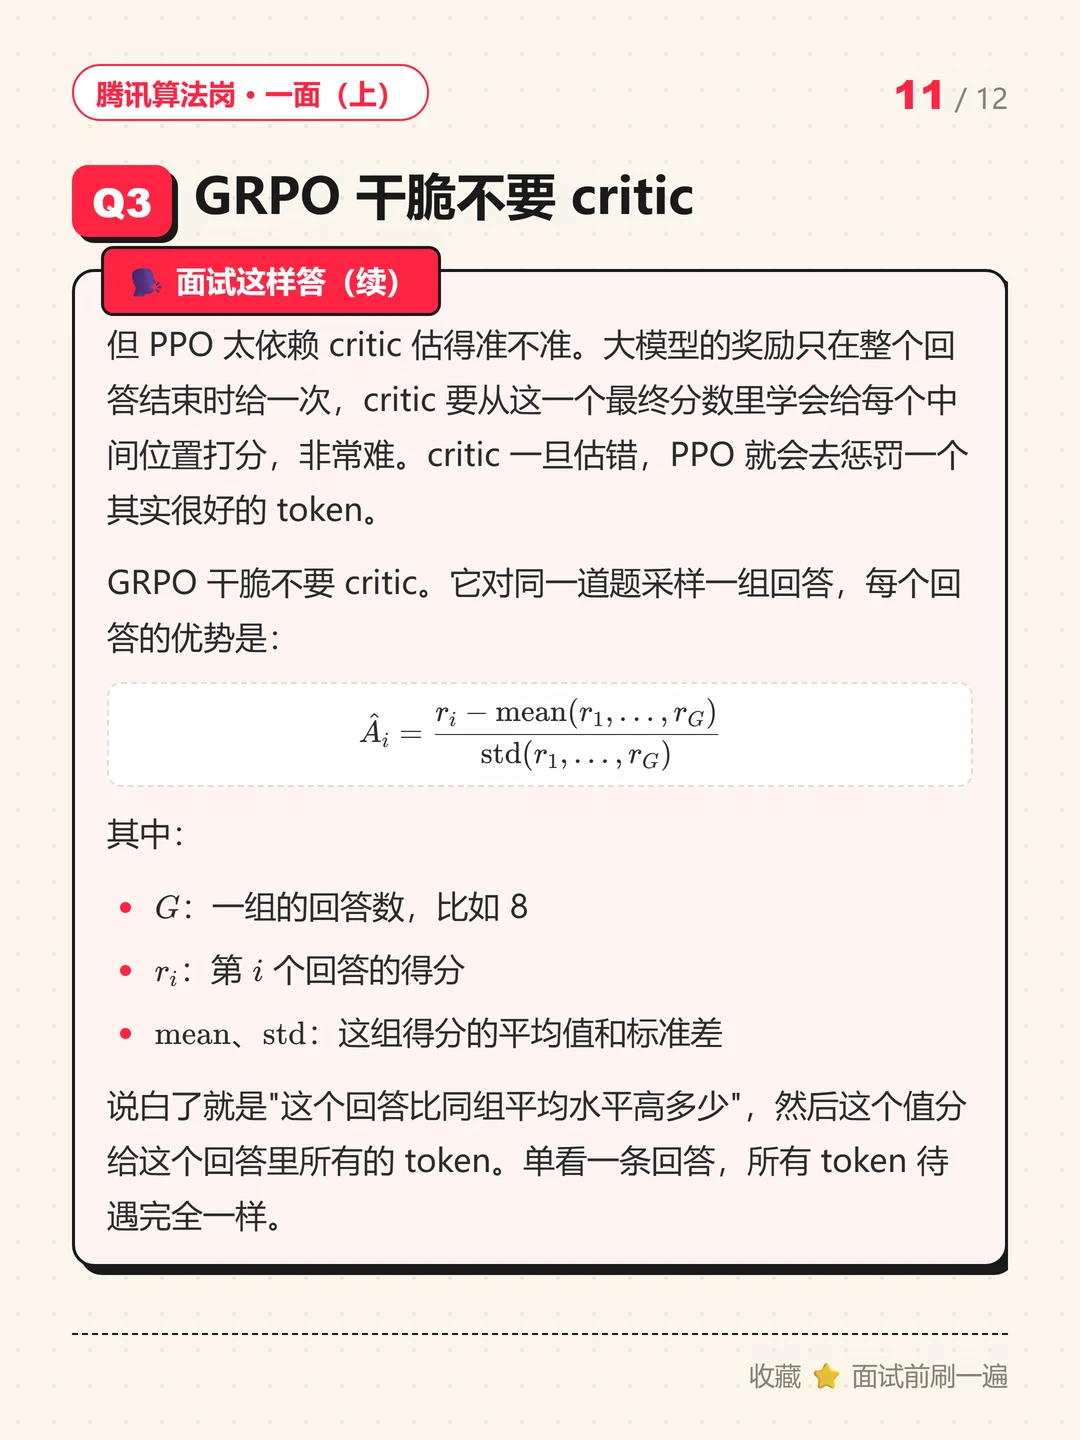 腾讯算法岗·一面（上）
11 / 12
Q3 GRPO 干脆不要 critic
面试这样答（续）
但 PPO 太依赖 critic 估得准不准。大模型的奖励只在整个回
答结束时给一次，critic 要从这一个最终分数里学会给每个中
间位置打分，非常难。critic 一旦估错，PPO 就会去惩罚一个
其实很好的 token。
GRPO 干脆不要 critic。它对同一道题采样一组回答，每个回
答的优势是：
$\hat{A}_i = \frac{r_i - \mathrm{mean}(r_1, \ldots, r_G)}{\mathrm{std}(r_1, \ldots, r_G)}$
其中：
• G：一组的回答数，比如 8
• $r_i$：第 i 个回答的得分
• mean、std：这组得分的平均值和标准差
说白了就是"这个回答比同组平均水平高多少"，然后这个值分
给这个回答里所有的 token。单看一条回答，所有 token 待
遇完全一样。
收藏 ⭐ 面试前刷一遍